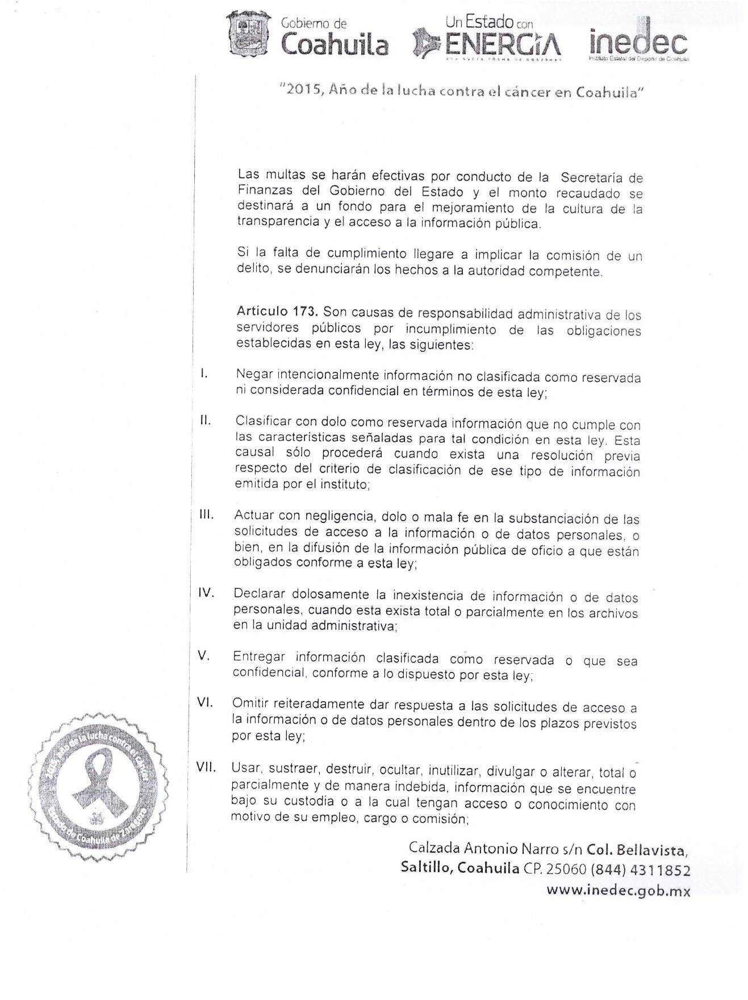 Gobierno de
Coahuila
Un Estado con
ENERGÍA
UNA NUEVA FORMA DE GOBERNAR
inedec
Instituto Estatal del Deporte de Coahuila
"2015, Año de la lucha contra el cáncer en Coahuila"
Las multas se harán efectivas por conducto de la Secretaría de
Finanzas del Gobierno del Estado y el monto recaudado se
destinará a un fondo para el mejoramiento de la cultura de la
transparencia y el acceso a la información pública.
Si la falta de cumplimiento llegare a implicar la comisión de un
delito, se denunciarán los hechos a la autoridad competente.
Artículo 173. Son causas de responsabilidad administrativa de los
servidores públicos por incumplimiento de las obligaciones
establecidas en esta ley, las siguientes:
I. Negar intencionalmente información no clasificada como reservada
ni considerada confidencial en términos de esta ley;
II. Clasificar con dolo como reservada información que no cumple con
las características señaladas para tal condición en esta ley. Esta
causal sólo procederá cuando exista una resolución previa
respecto del criterio de clasificación de ese tipo de información
emitida por el instituto;
III. Actuar con negligencia, dolo o mala fe en la substanciación de las
solicitudes de acceso a la información o de datos personales, o
bien, en la difusión de la información pública de oficio a que están
obligados conforme a esta ley;
IV. Declarar dolosamente la inexistencia de información o de datos
personales, cuando esta exista total o parcialmente en los archivos
en la unidad administrativa;
V. Entregar información clasificada como reservada o que sea
confidencial, conforme a lo dispuesto por esta ley;
VI. Omitir reiteradamente dar respuesta a las solicitudes de acceso a
la información o de datos personales dentro de los plazos previstos
por esta ley;
VII. Usar, sustraer, destruir, ocultar, inutilizar, divulgar o alterar, total o
parcialmente y de manera indebida, información que se encuentre
bajo su custodia o a la cual tengan acceso o conocimiento con
motivo de su empleo, cargo o comisión;
2015, año de la lucha contra el cáncer
Estado de Coahuila de Zaragoza
Calzada Antonio Narro s/n Col. Bellavista,
Saltillo, Coahuila CP. 25060 (844) 4311852
www.inedec.gob.mx